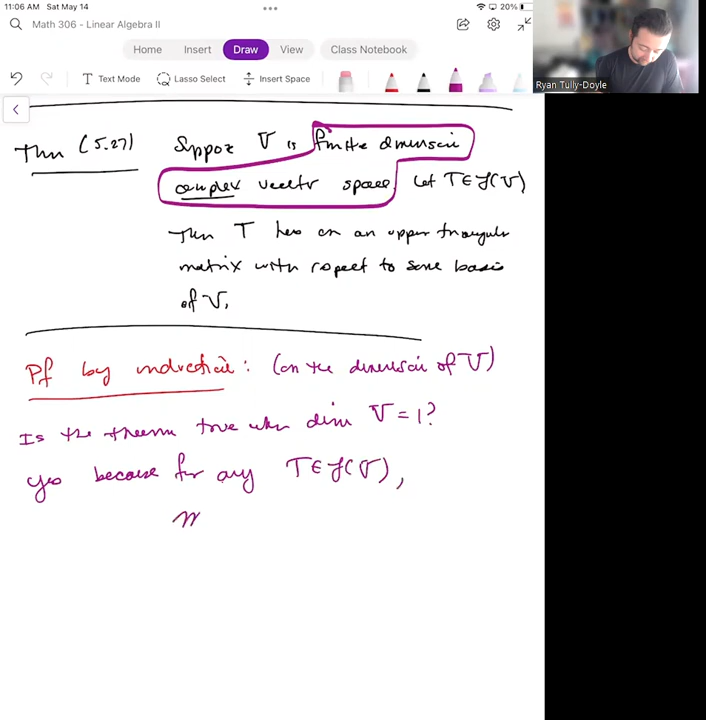 11:06 AM Sat May 14
20%
Math 306 - Linear Algebra II
Home Insert Draw View Class Notebook
Text Mode Lasso Select Insert Space
Ryan Tully-Doyle
Thm (5.27) Suppose V is finite dimension
complex vector space. Let T∈L(V)
Then T has on an upper triangular
matrix with respect to some basis
of V.
Pf by induction: (on the dimension of V)
Is the theorem true when dim V=1?
Yes because for any T∈L(V),
M